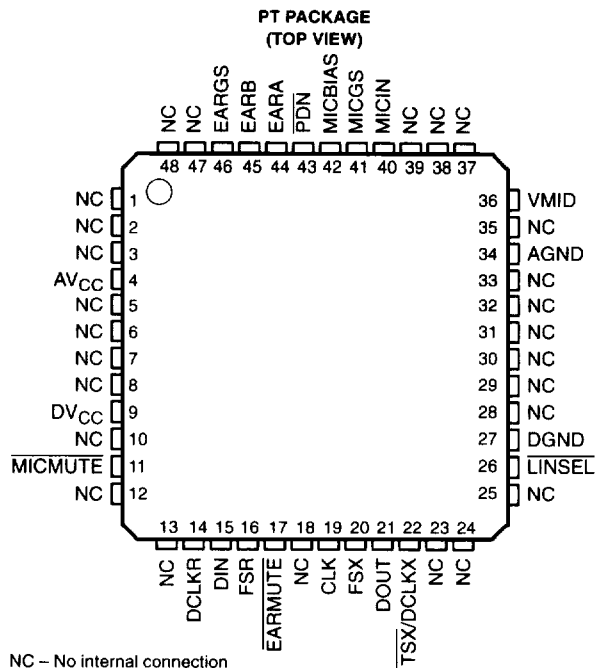 PT PACKAGE
(TOP VIEW)
NC
NC
EARGS
EARB
EARA
PDN
MICBIAS
MICGS
MICIN
NC
NC
NC
48 47 46 45 44 43 42 41 40 39 38 37
NC 1
NC 2
NC 3
AVCC 4
NC 5
NC 6
NC 7
NC 8
DVCC 9
NC 10
MICMUTE 11
NC 12
36 VMID
35 NC
34 AGND
33 NC
32 NC
31 NC
30 NC
29 NC
28 NC
27 DGND
26 LINSEL
25 NC
13 14 15 16 17 18 19 20 21 22 23 24
NC
DCLKR
DIN
FSR
EARMUTE
NC
CLK
FSX
DOUT
TSX/DCLKX
NC
NC
NC – No internal connection